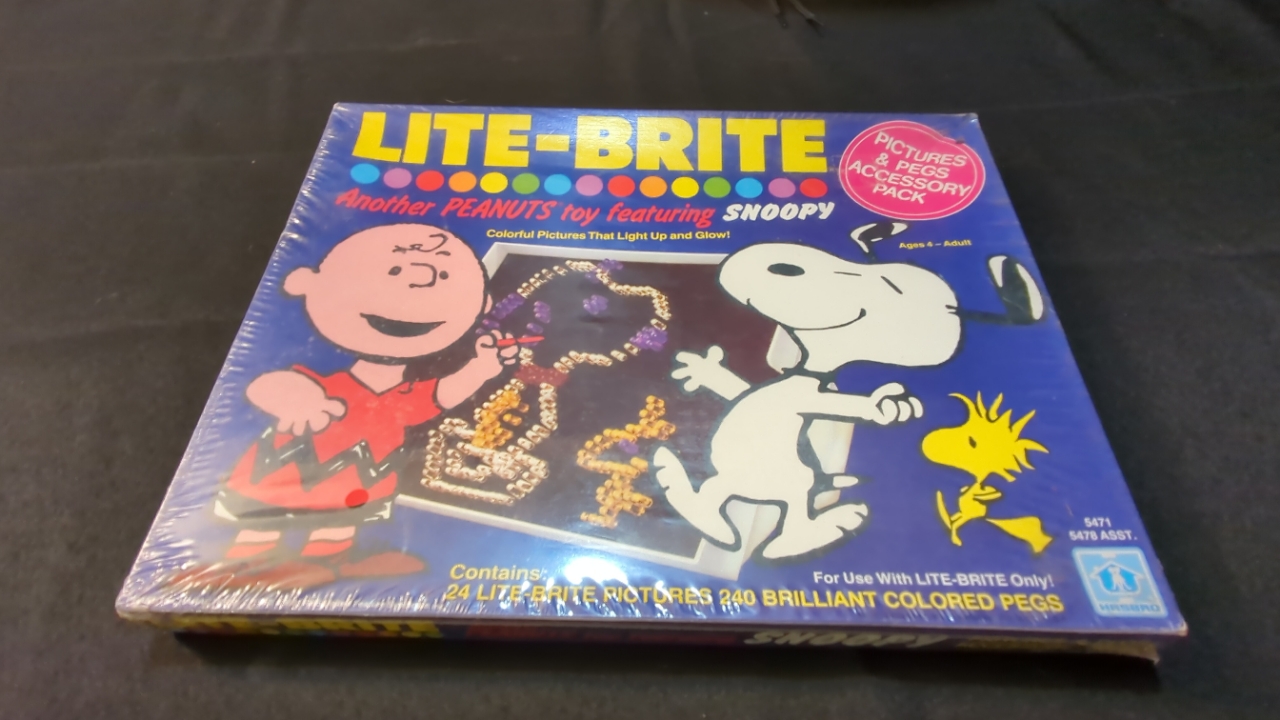 LITE-BRITE
PICTURES
& PEGS
ACCESSORY
PACK
Another PEANUTS toy featuring SNOOPY
Colorful Pictures That Light Up and Glow!
Ages 4 – Adult
5471
5478 ASST.
HASBRO
Contains:
For Use With LITE-BRITE Only!
24 LITE-BRITE PICTURES 240 BRILLIANT COLORED PEGS
LITE-BRITE
SNOOPY